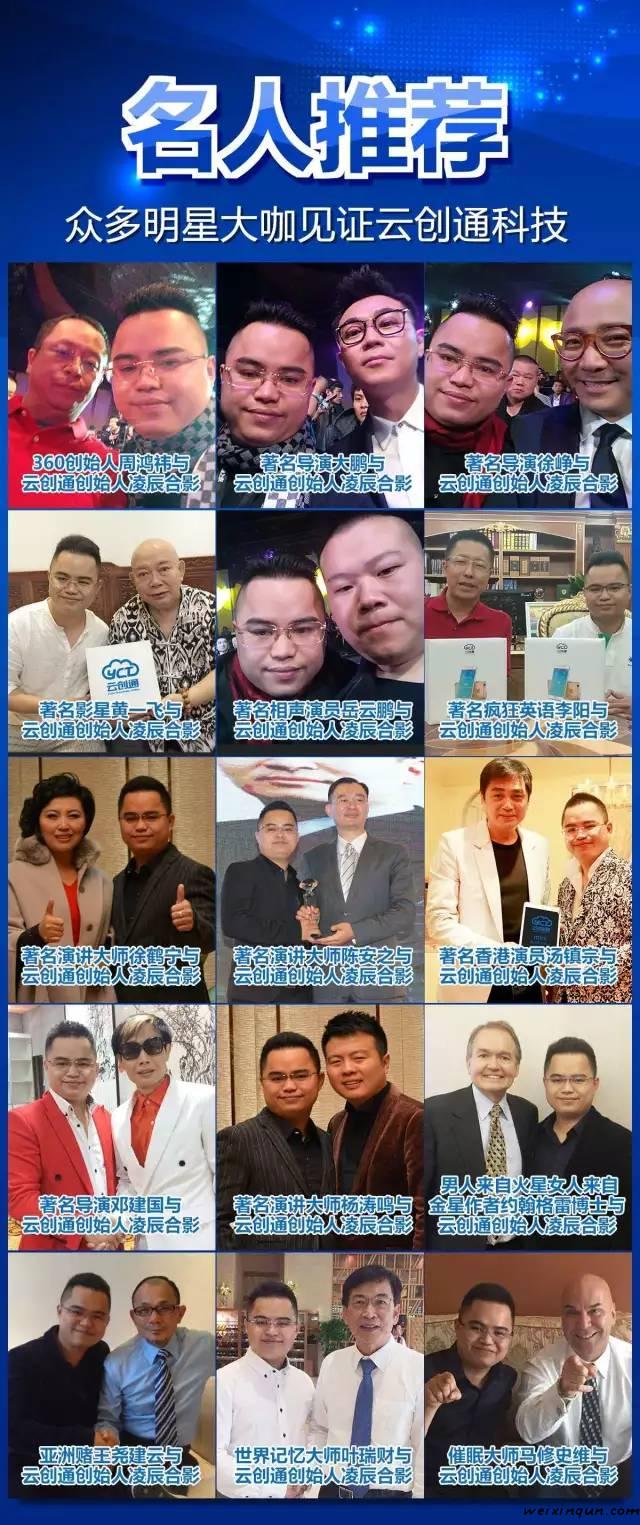 名人推荐
众多明星大咖见证云创通科技
360创始人周鸿祎与
云创通创始人凌辰合影
著名导演大鹏与
云创通创始人凌辰合影
著名导演徐峥与
云创通创始人凌辰合影
YCT
云创通
著名影星黄一飞与
云创通创始人凌辰合影
著名相声演员岳云鹏与
云创通创始人凌辰合影
YCT
云创通
YCT
云创通
著名疯狂英语李阳与
云创通创始人凌辰合影
著名演讲大师徐鹤宁与
云创通创始人凌辰合影
著名演讲大师陈安之与
云创通创始人凌辰合影
YCT
云创通
著名香港演员汤镇宗与
云创通创始人凌辰合影
著名导演邓建国与
云创通创始人凌辰合影
著名演讲大师杨涛鸣与
云创通创始人凌辰合影
男人来自火星女人来自
金星作者约翰格雷博士与
云创通创始人凌辰合影
亚洲赌王尧建云与
云创通创始人凌辰合影
世界记忆大师叶瑞财与
云创通创始人凌辰合影
催眠大师马修史维与
云创通创始人凌辰合影
weixinqun.com